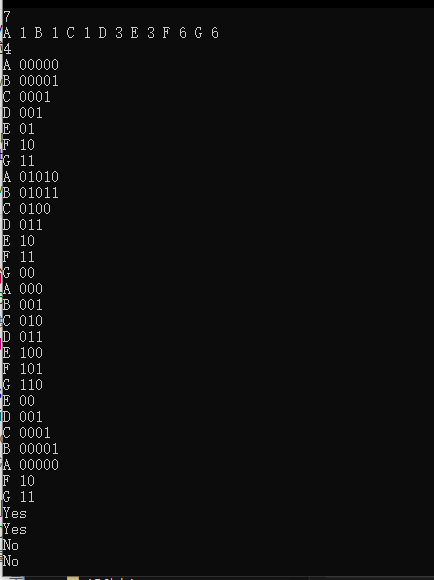 7
A 1 B 1 C 1 D 3 E 3 F 6 G 6
4
A 00000
B 00001
C 0001
D 001
E 01
F 10
G 11
A 01010
B 01011
C 0100
D 011
E 10
F 11
G 00
A 000
B 001
C 010
D 011
E 100
F 101
G 110
E 00
D 001
C 0001
B 00001
A 00000
F 10
G 11
Yes
Yes
No
No